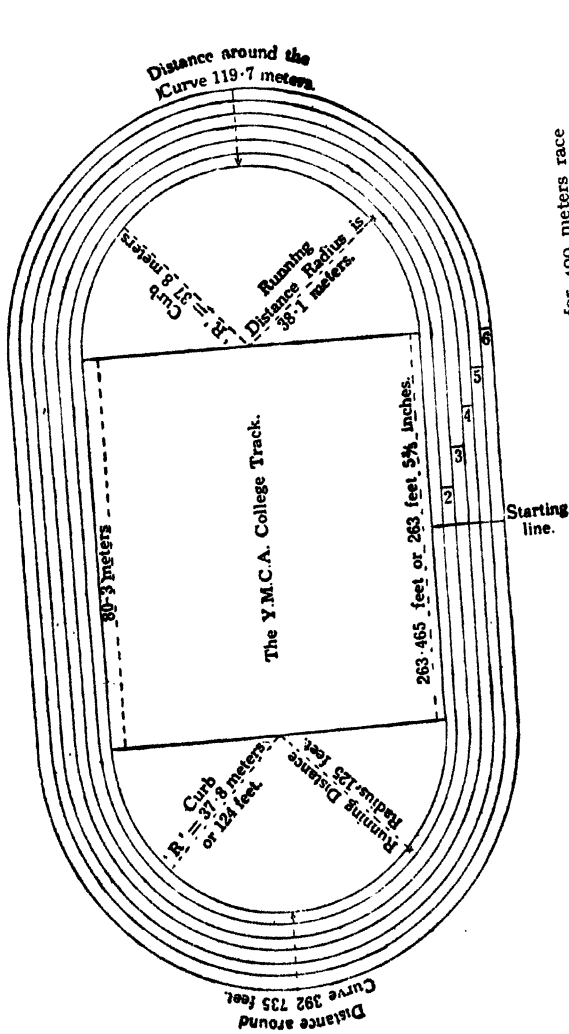 Distance around the
Curve 119·7 meters.
Curb
'R' = 37·8 meters
Running
Distance Radius is
38·1 meters.
for 400 meters race
6
5
4
3
2
Starting
line.
80·3 meters
The Y.M.C.A. College Track.
263·465 feet or 263 feet 5⅗ inches.
Curb
'R' = 37·8 meters
or 124 feet.
Running Distance
Radius, 125 feet.
Distance around
Curve 392 735 feet.